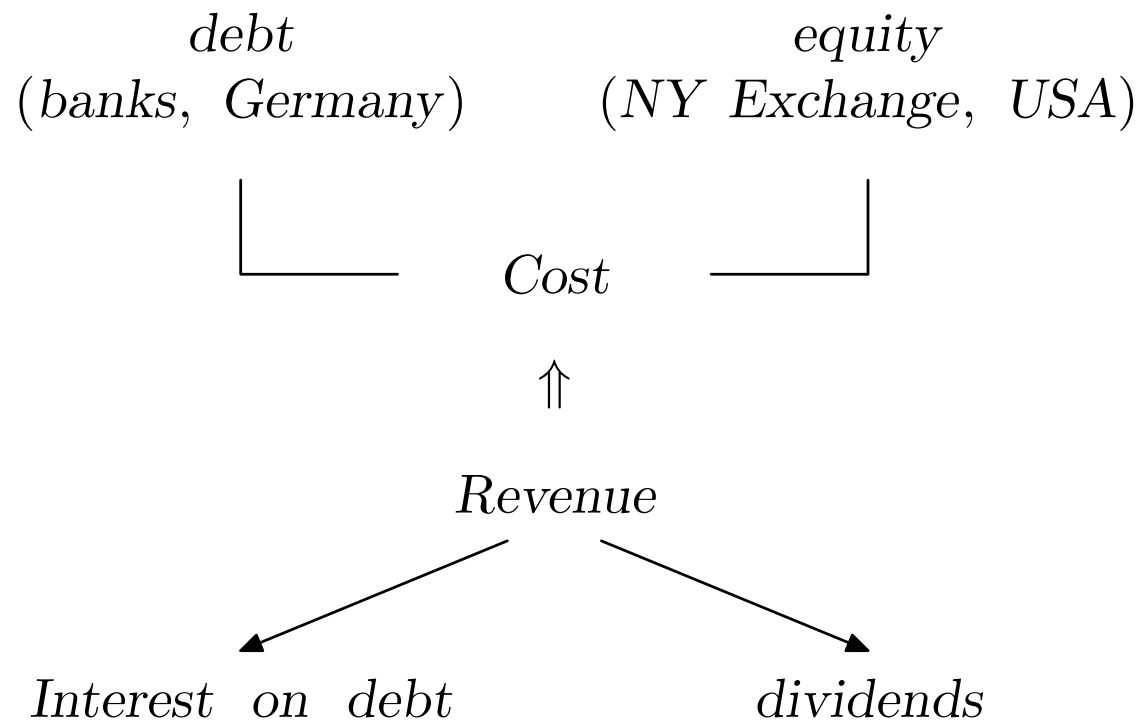 debt
equity
(banks, Germany)
(NY Exchange, USA)
Cost
⇑
Revenue
Interest on debt
dividends